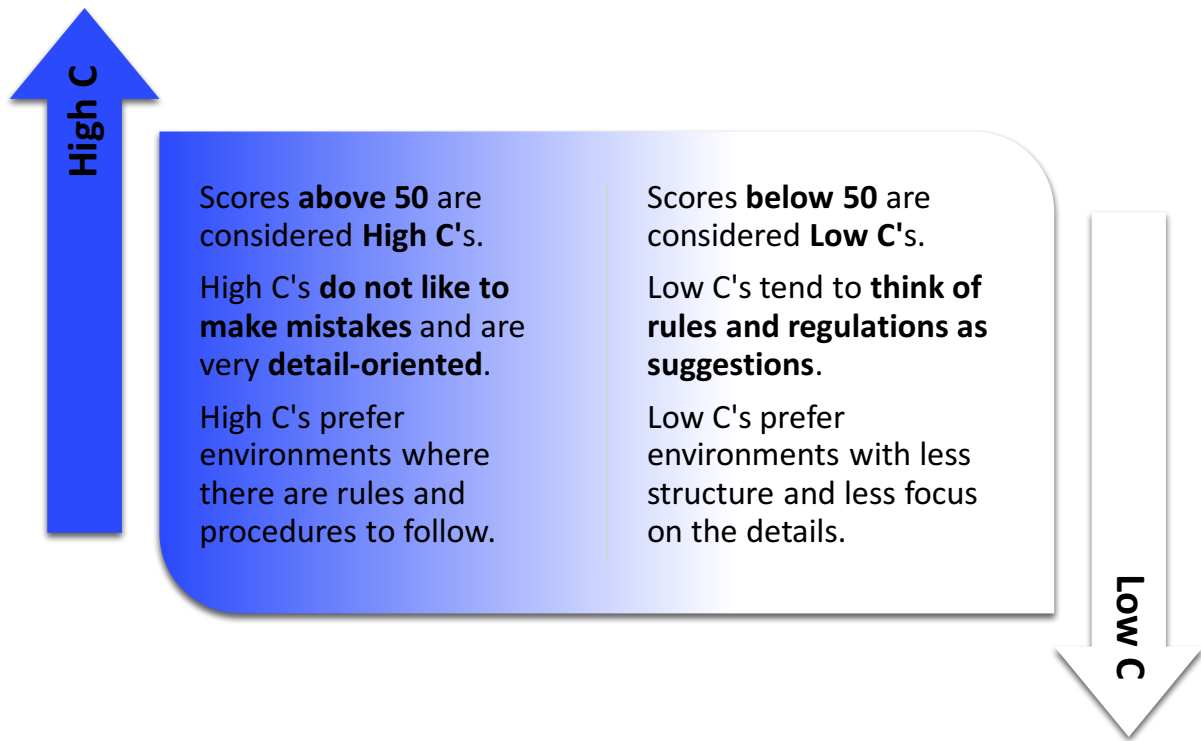 High C
Scores above 50 are
considered High C's.
High C's do not like to
make mistakes and are
very detail-oriented.
High C's prefer
environments where
there are rules and
procedures to follow.
Scores below 50 are
considered Low C's.
Low C's tend to think of
rules and regulations as
suggestions.
Low C's prefer
environments with less
structure and less focus
on the details.
Low C